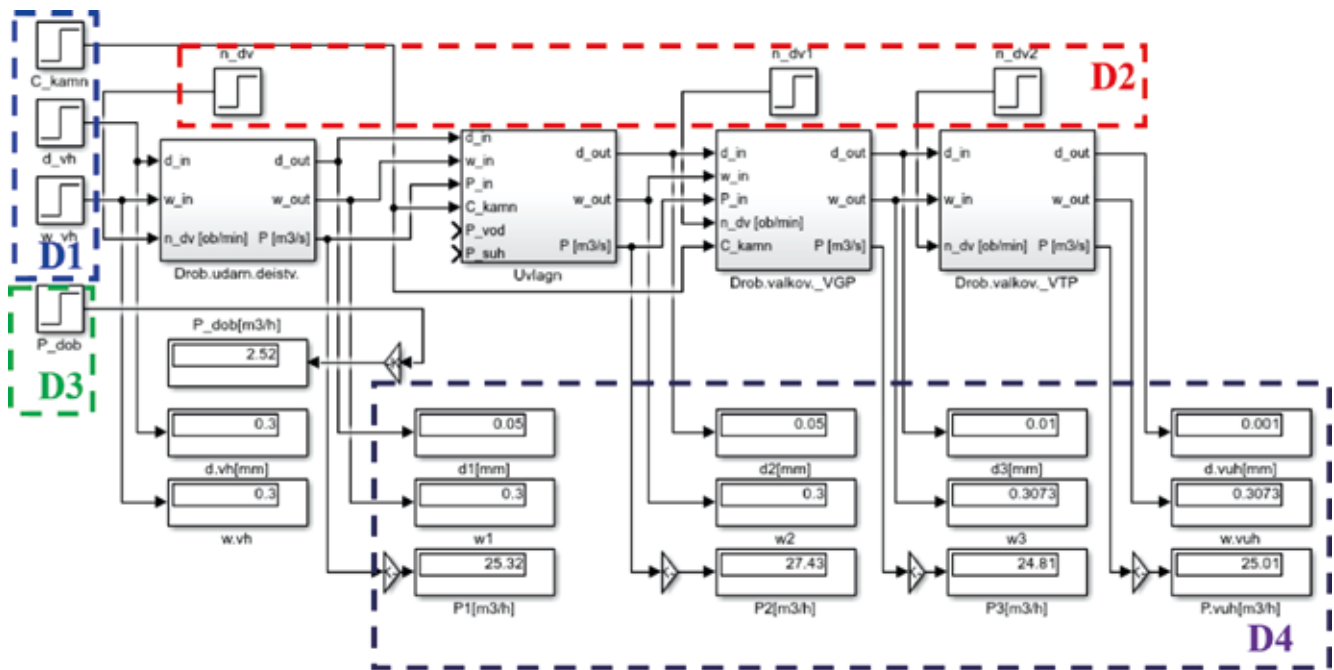 C_kamn
d_vh
w_vh
D1
P_dob
D3
n_dv
n_dv1
n_dv2
D2
d_in
w_in
n_dv [ob/min]
d_out
w_out
P [m3/s]
Drob.udarn.deistv.
d_in
w_in
P_in
C_kamn
P_vod
P_suh
d_out
w_out
P [m3/s]
Uvlagn
d_in
w_in
P_in
n_dv [ob/min]
C_kamn
d_out
w_out
P [m3/s]
Drob.valkov._VGP
d_in
w_in
n_dv [ob/min]
d_out
w_out
P [m3/s]
Drob.valkov._VTP
P_dob[m3/h]
2.52
0.3
d.vh[mm]
0.3
w.vh
0.05
d1[mm]
0.3
w1
25.32
P1[m3/h]
0.05
d2[mm]
0.3
w2
27.43
P2[m3/h]
0.01
d3[mm]
0.3073
w3
24.81
P3[m3/h]
0.001
d.vuh[mm]
0.3073
w.vuh
25.01
P.vuh[m3/h]
D4